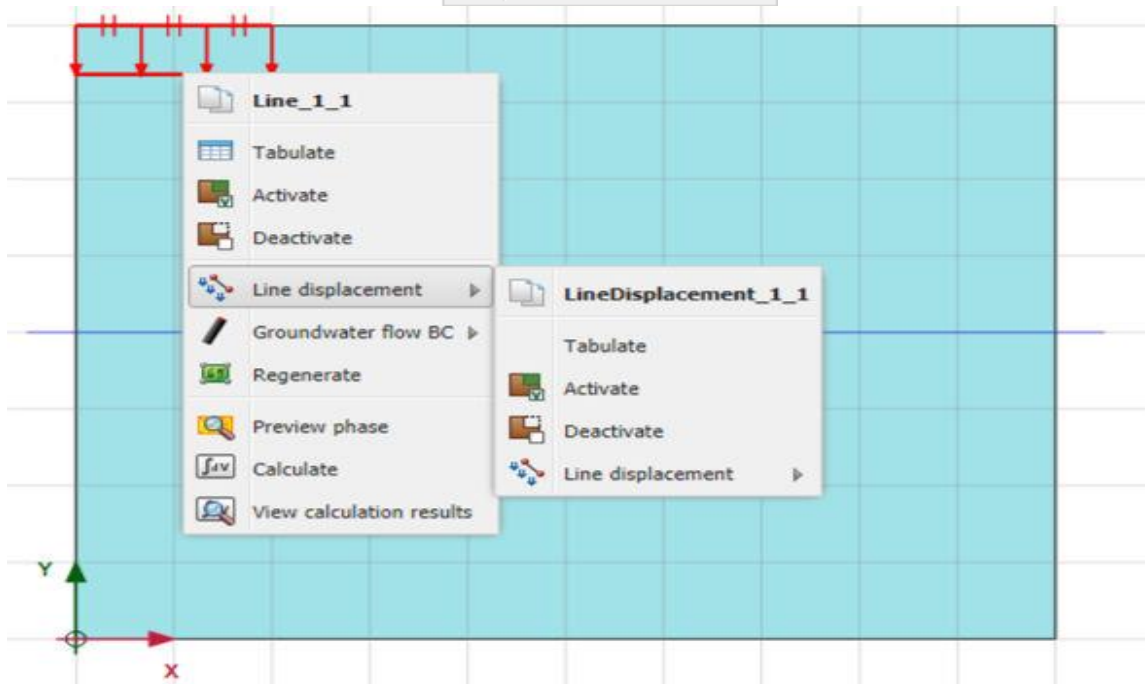 Line_1_1
Tabulate
Activate
Deactivate
Line displacement
Groundwater flow BC
Regenerate
Preview phase
Calculate
View calculation results
LineDisplacement_1_1
Tabulate
Activate
Deactivate
Line displacement
Y
X